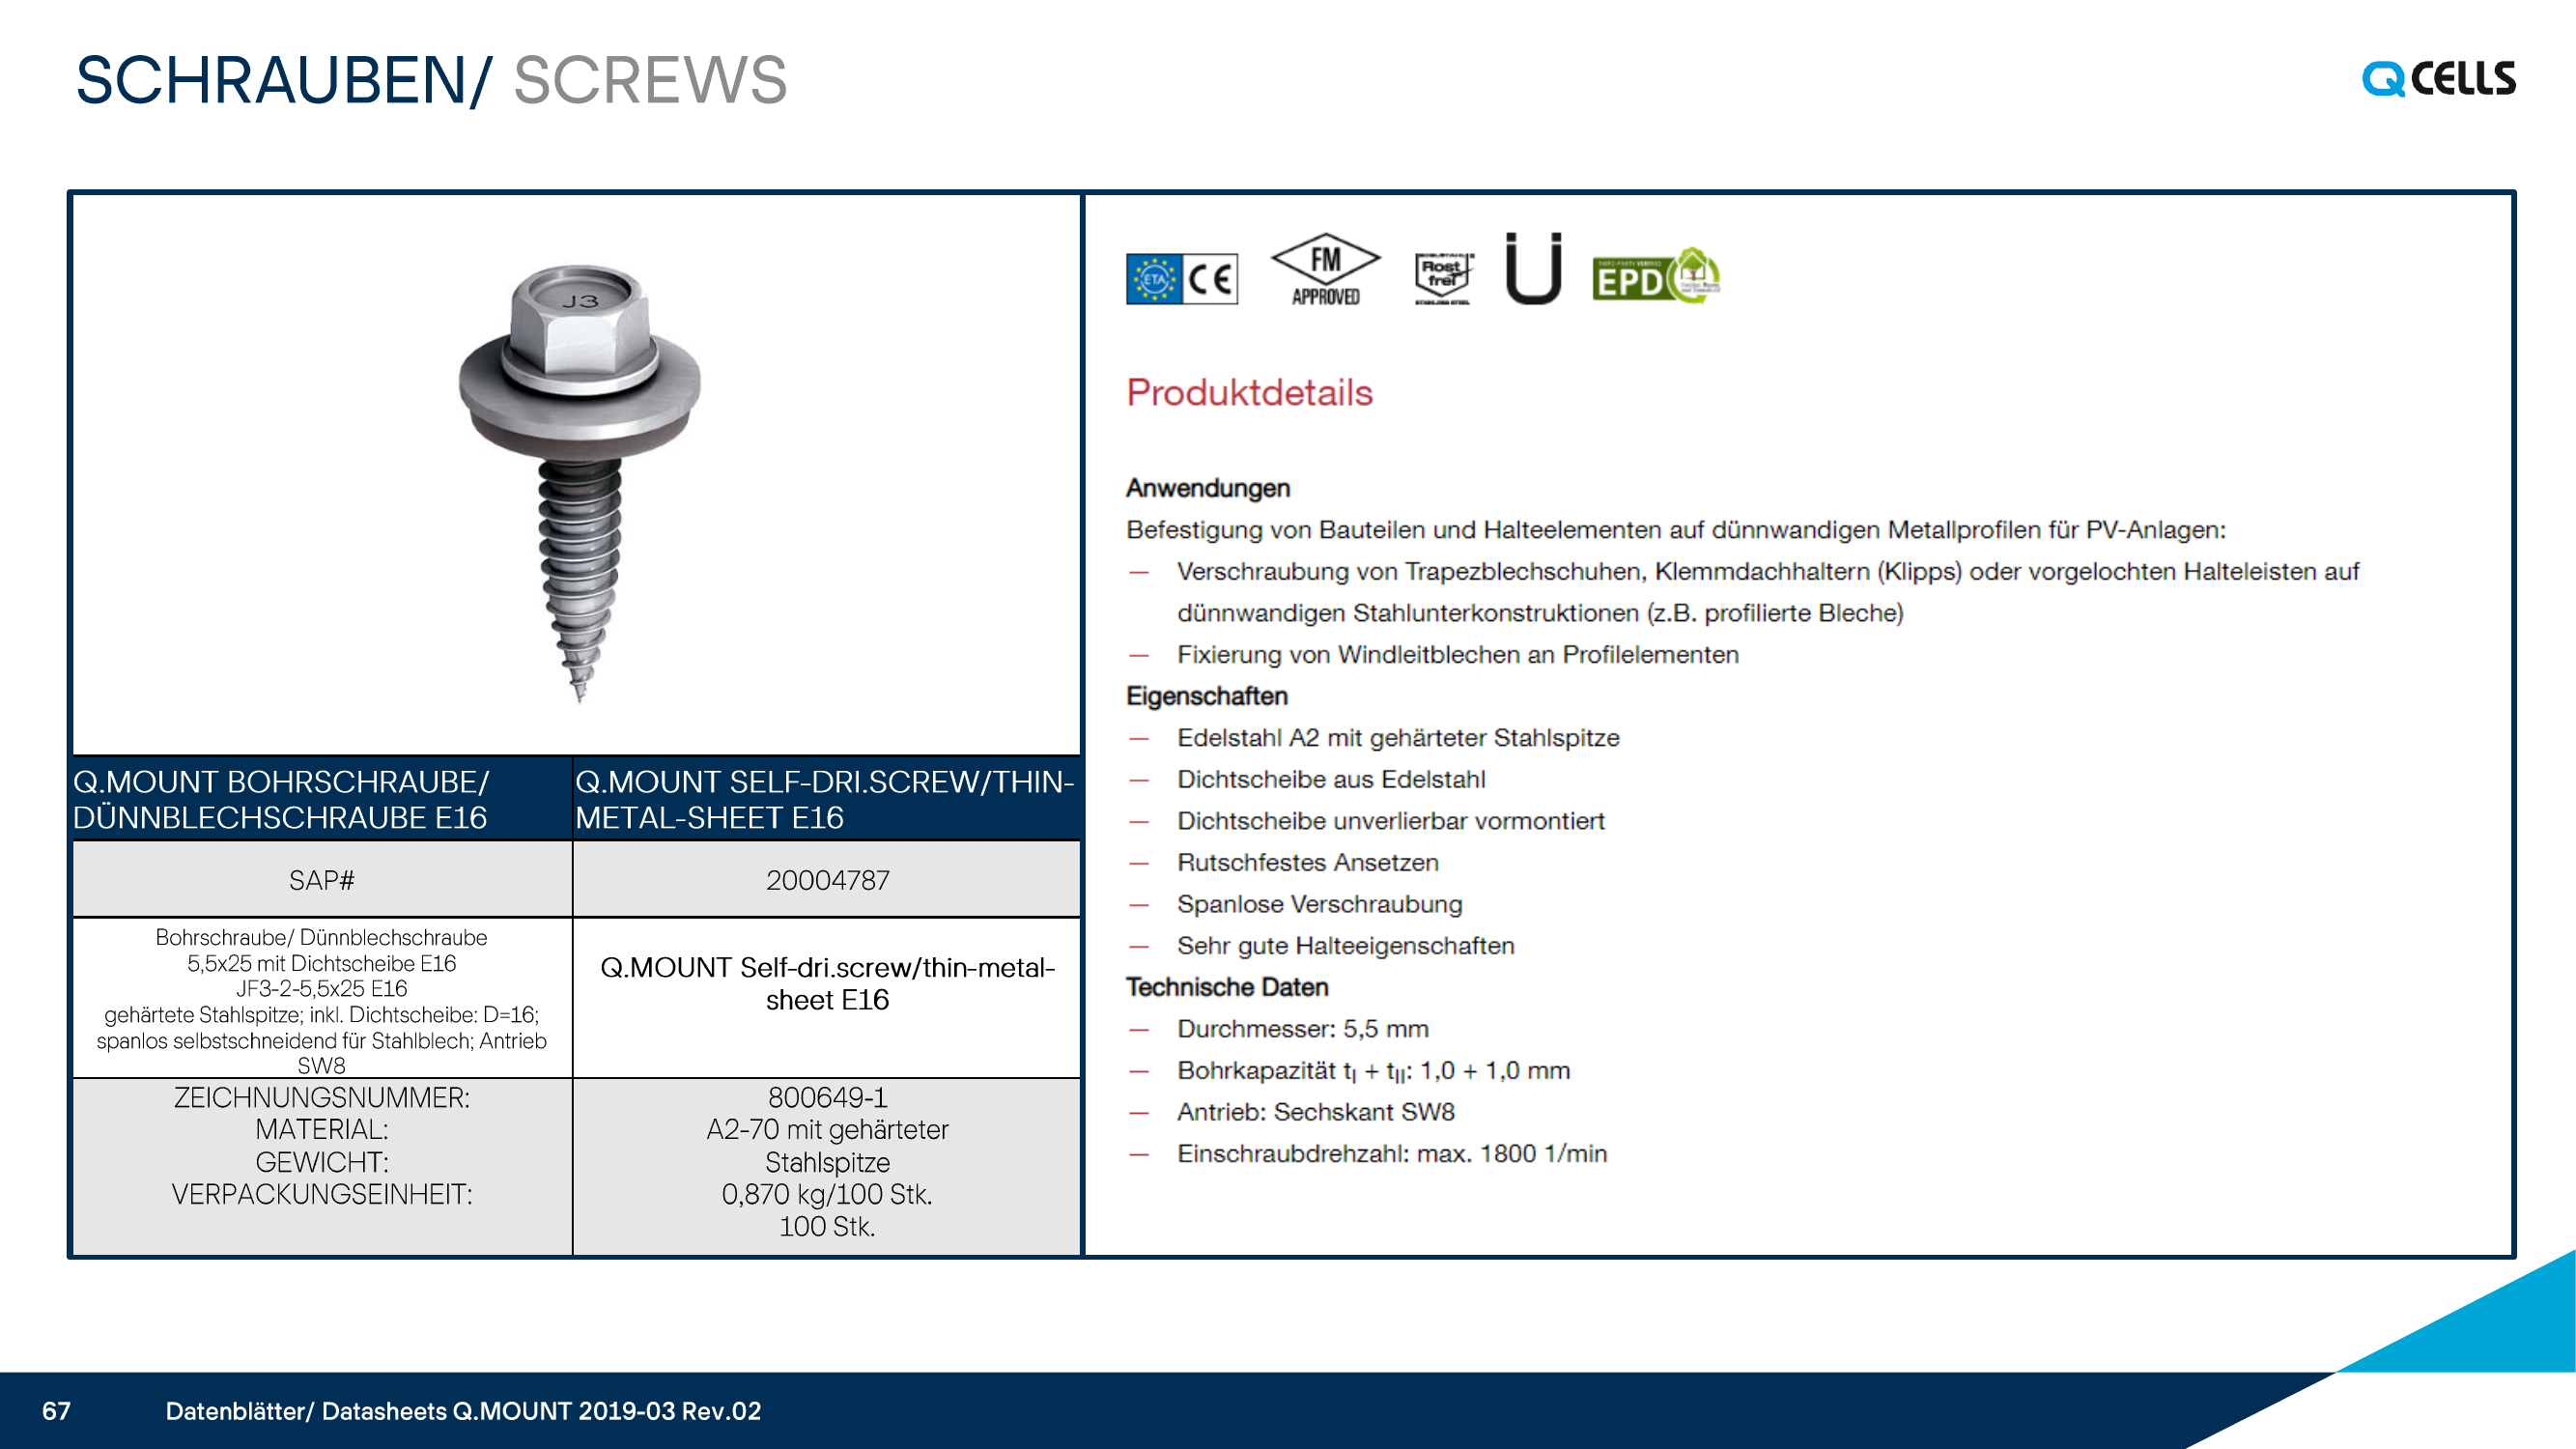 SCHRAUBEN/ SCREWS
Q CELLS
J3
Q.MOUNT BOHRSCHRAUBE/
DÜNNBLECHSCHRAUBE E16
Q.MOUNT SELF-DRI.SCREW/THIN-
METAL-SHEET E16
SAP#
20004787
Bohrschraube/ Dünnblechschraube
5,5x25 mit Dichtscheibe E16
JF3-2-5,5x25 E16
gehärtete Stahlspitze; inkl. Dichtscheibe: D=16;
spanlos selbstschneidend für Stahlblech; Antrieb
SW8
Q.MOUNT Self-dri.screw/thin-metal-
sheet E16
ZEICHNUNGSNUMMER:
MATERIAL:
GEWICHT:
VERPACKUNGSEINHEIT:
800649-1
A2-70 mit gehärteter
Stahlspitze
0,870 kg/100 Stk.
100 Stk.
ETA CE
FM
APPROVED
Rost
frei
Ü
EPD
Produktdetails
Anwendungen
Befestigung von Bauteilen und Halteelementen auf dünnwandigen Metallprofilen für PV-Anlagen:
— Verschraubung von Trapezblechschuhen, Klemmdachhaltern (Klipps) oder vorgelochten Halteleisten auf
dünnwandigen Stahlunterkonstruktionen (z.B. profilierte Bleche)
— Fixierung von Windleitblechen an Profilelementen
Eigenschaften
— Edelstahl A2 mit gehärteter Stahlspitze
— Dichtscheibe aus Edelstahl
— Dichtscheibe unverlierbar vormontiert
— Rutschfestes Ansetzen
— Spanlose Verschraubung
— Sehr gute Halteeigenschaften
Technische Daten
— Durchmesser: 5,5 mm
— Bohrkapazität tI + tII: 1,0 + 1,0 mm
— Antrieb: Sechskant SW8
— Einschraubdrehzahl: max. 1800 1/min
67
Datenblätter/ Datasheets Q.MOUNT 2019-03 Rev.02